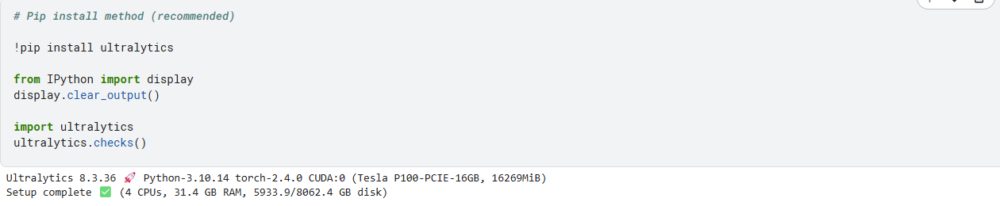 # Pip install method (recommended)
!pip install ultralytics
from IPython import display
display.clear_output()
import ultralytics
ultralytics.checks()
Ultralytics 8.3.36 🚀 Python-3.10.14 torch-2.4.0 CUDA:0 (Tesla P100-PCIE-16GB, 16269MiB)
Setup complete ✅ (4 CPUs, 31.4 GB RAM, 5933.9/8062.4 GB disk)